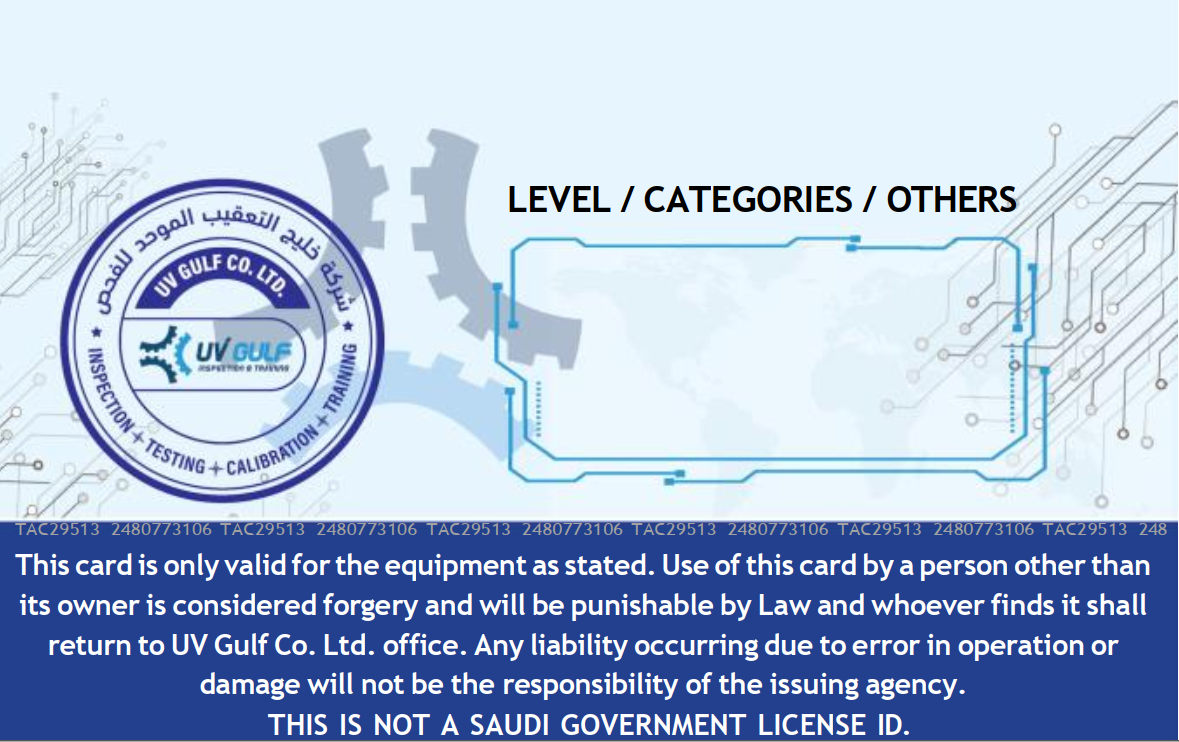 LEVEL / CATEGORIES / OTHERS
شركة خليج التعقيب الموحد للفحص
UV GULF CO. LTD.
UV GULF
INSPECTION & TRAINING
INSPECTION + TESTING + CALIBRATION + TRAINING
TAC29513 2480773106 TAC29513 2480773106 TAC29513 2480773106 TAC29513 2480773106 TAC29513 2480773106 TAC29513 248
This card is only valid for the equipment as stated. Use of this card by a person other than
its owner is considered forgery and will be punishable by Law and whoever finds it shall
return to UV Gulf Co. Ltd. office. Any liability occurring due to error in operation or
damage will not be the responsibility of the issuing agency.
THIS IS NOT A SAUDI GOVERNMENT LICENSE ID.